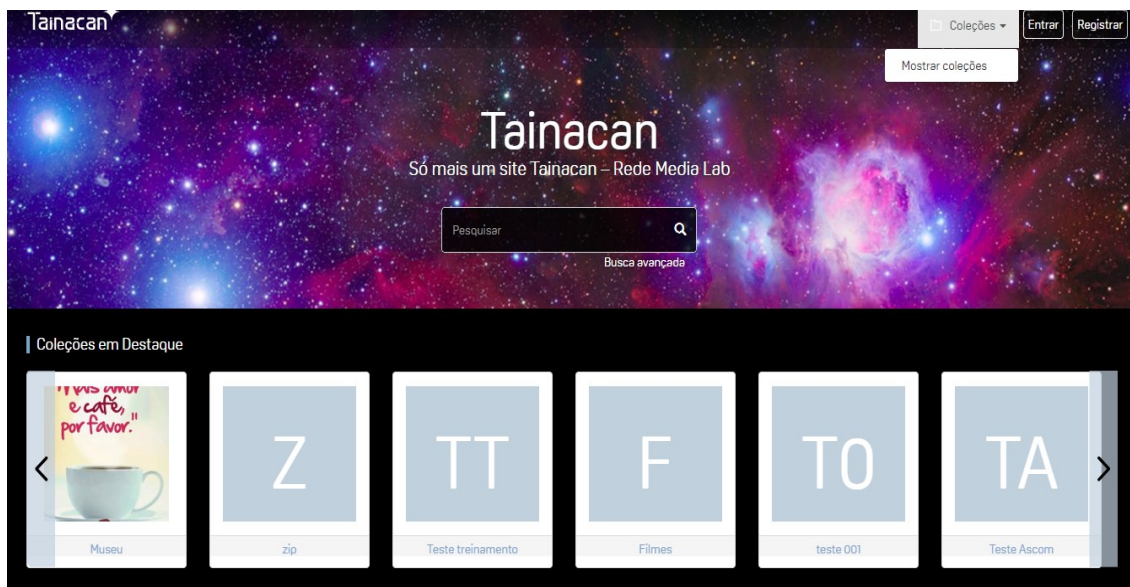 Tainacan
Coleções
Entrar
Registrar
Mostrar coleções
Tainacan
Só mais um site Tainacan – Rede Media Lab
Pesquisar
Busca avançada
Coleções em Destaque
"Mais amor
e café,
por favor."
Z
TT
F
TO
TA
Museu
zip
Teste treinamento
Filmes
teste 001
Teste Ascom